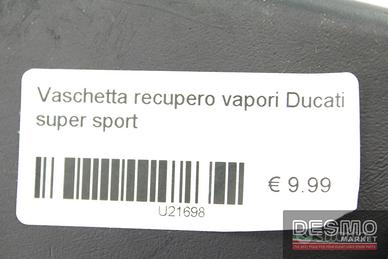 Vaschetta recupero vapori Ducati
super sport
€ 9.99
U21698
DESMO
MARKET